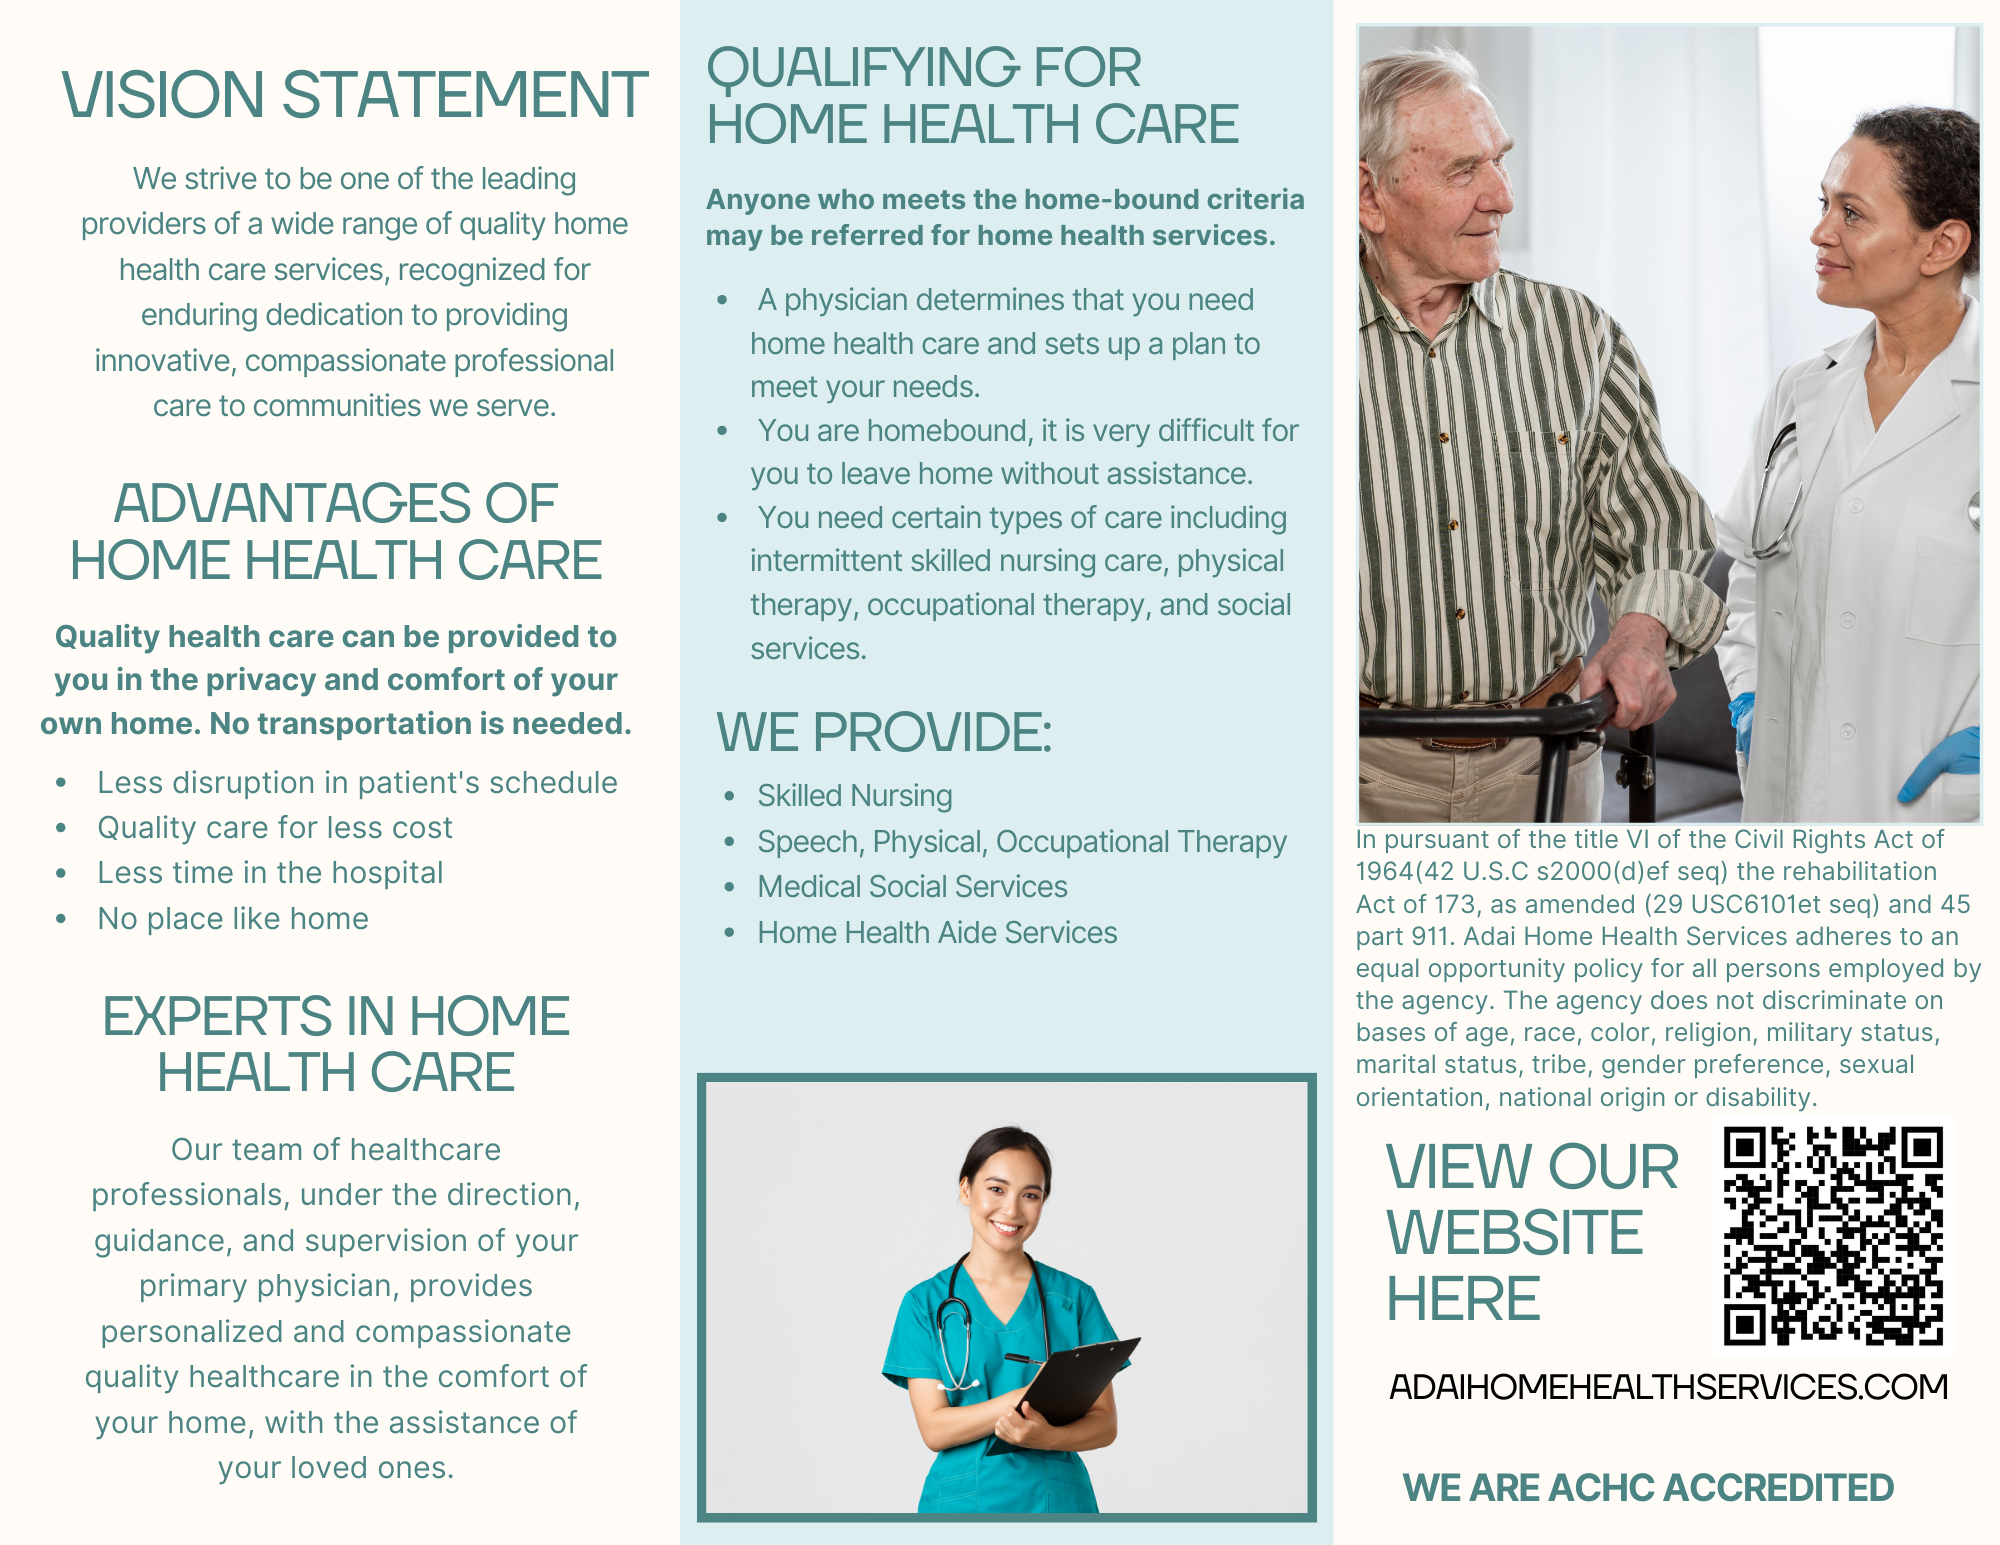 VISION STATEMENT
We strive to be one of the leading
providers of a wide range of quality home
health care services, recognized for
enduring dedication to providing
innovative, compassionate professional
care to communities we serve.
ADVANTAGES OF
HOME HEALTH CARE
Quality health care can be provided to
you in the privacy and comfort of your
own home. No transportation is needed.
• Less disruption in patient's schedule
• Quality care for less cost
• Less time in the hospital
• No place like home
EXPERTS IN HOME
HEALTH CARE
Our team of healthcare
professionals, under the direction,
guidance, and supervision of your
primary physician, provides
personalized and compassionate
quality healthcare in the comfort of
your home, with the assistance of
your loved ones.
QUALIFYING FOR
HOME HEALTH CARE
Anyone who meets the home-bound criteria
may be referred for home health services.
• A physician determines that you need
home health care and sets up a plan to
meet your needs.
• You are homebound, it is very difficult for
you to leave home without assistance.
• You need certain types of care including
intermittent skilled nursing care, physical
therapy, occupational therapy, and social
services.
WE PROVIDE:
• Skilled Nursing
• Speech, Physical, Occupational Therapy
• Medical Social Services
• Home Health Aide Services
In pursuant of the title VI of the Civil Rights Act of
1964(42 U.S.C s2000(d)ef seq) the rehabilitation
Act of 173, as amended (29 USC6101et seq) and 45
part 911. Adai Home Health Services adheres to an
equal opportunity policy for all persons employed by
the agency. The agency does not discriminate on
bases of age, race, color, religion, military status,
marital status, tribe, gender preference, sexual
orientation, national origin or disability.
VIEW OUR
WEBSITE
HERE
ADAIHOMEHEALTHSERVICES.COM
WE ARE ACHC ACCREDITED